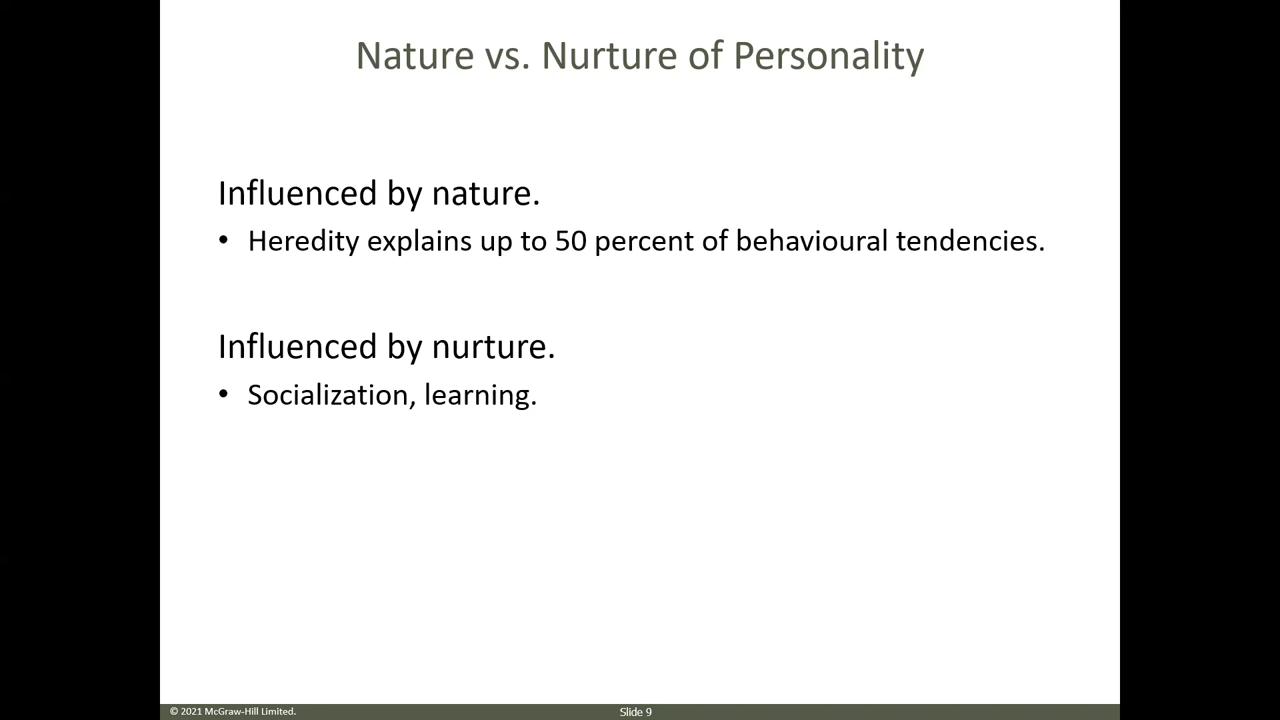 Nature vs. Nurture of Personality
Influenced by nature.
• Heredity explains up to 50 percent of behavioural tendencies.
Influenced by nurture.
• Socialization, learning.
© 2021 McGraw-Hill Limited.
Slide 9